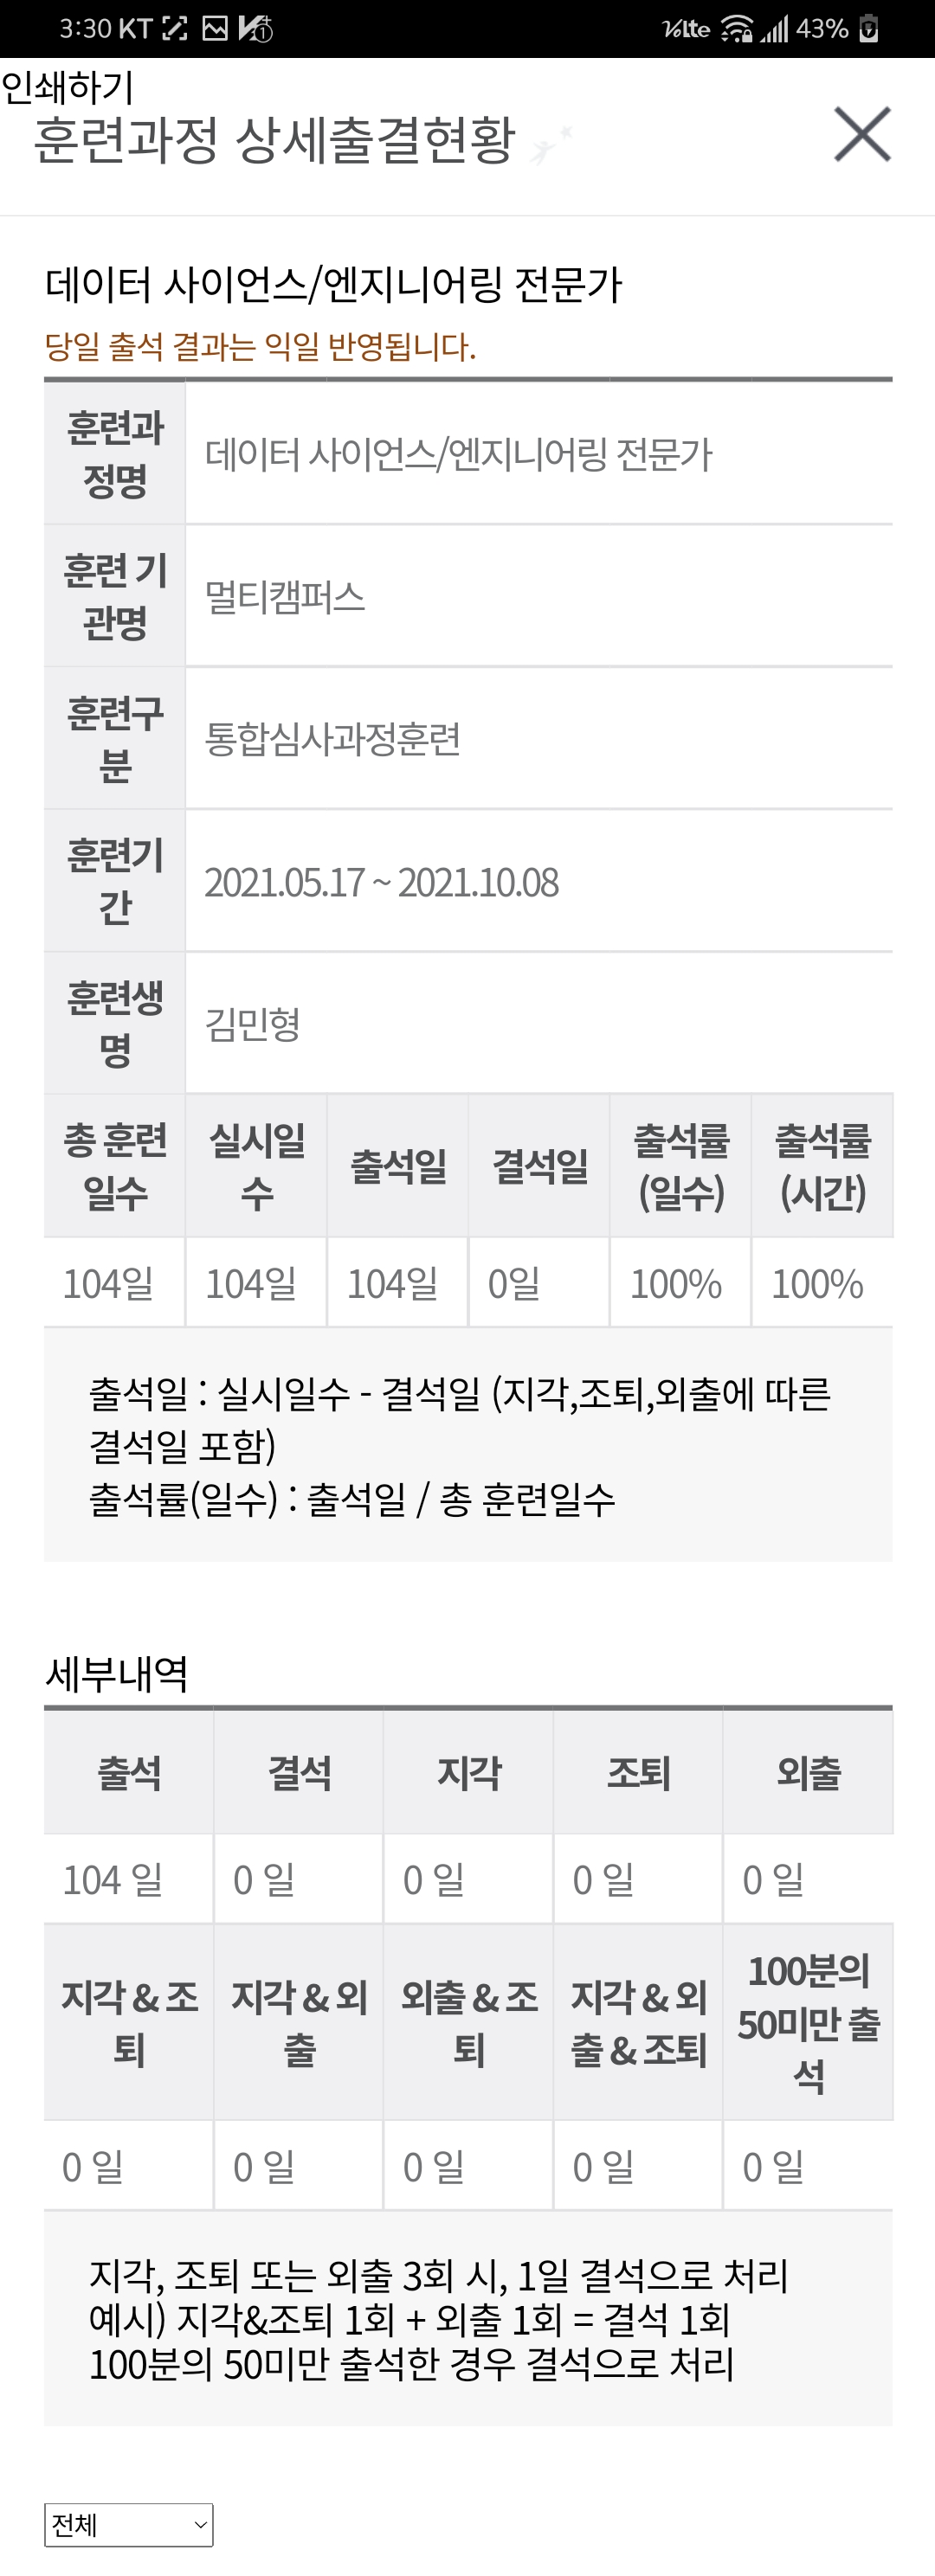 3:30 KT
VoLte 43%
인쇄하기
훈련과정 상세출결현황
데이터 사이언스/엔지니어링 전문가
당일 출석 결과는 익일 반영됩니다.
훈련과
정명
데이터 사이언스/엔지니어링 전문가
훈련 기
관명
멀티캠퍼스
훈련구
분
통합심사과정훈련
훈련기
간
2021.05.17 ~ 2021.10.08
훈련생
명
김민형
총 훈련
일수
실시일
수
출석일
결석일
출석률
(일수)
출석률
(시간)
104일 104일 104일 0일 100% 100%
출석일 : 실시일수 - 결석일 (지각,조퇴,외출에 따른
결석일 포함)
출석률(일수) : 출석일 / 총 훈련일수
세부내역
출석 결석 지각 조퇴 외출
104 일 0 일 0 일 0 일 0 일
지각 & 조
퇴
지각 & 외
출
외출 & 조
퇴
지각 & 외
출 & 조퇴
100분의
50미만 출
석
0 일 0 일 0 일 0 일 0 일
지각, 조퇴 또는 외출 3회 시, 1일 결석으로 처리
예시) 지각&조퇴 1회 + 외출 1회 = 결석 1회
100분의 50미만 출석한 경우 결석으로 처리
전체